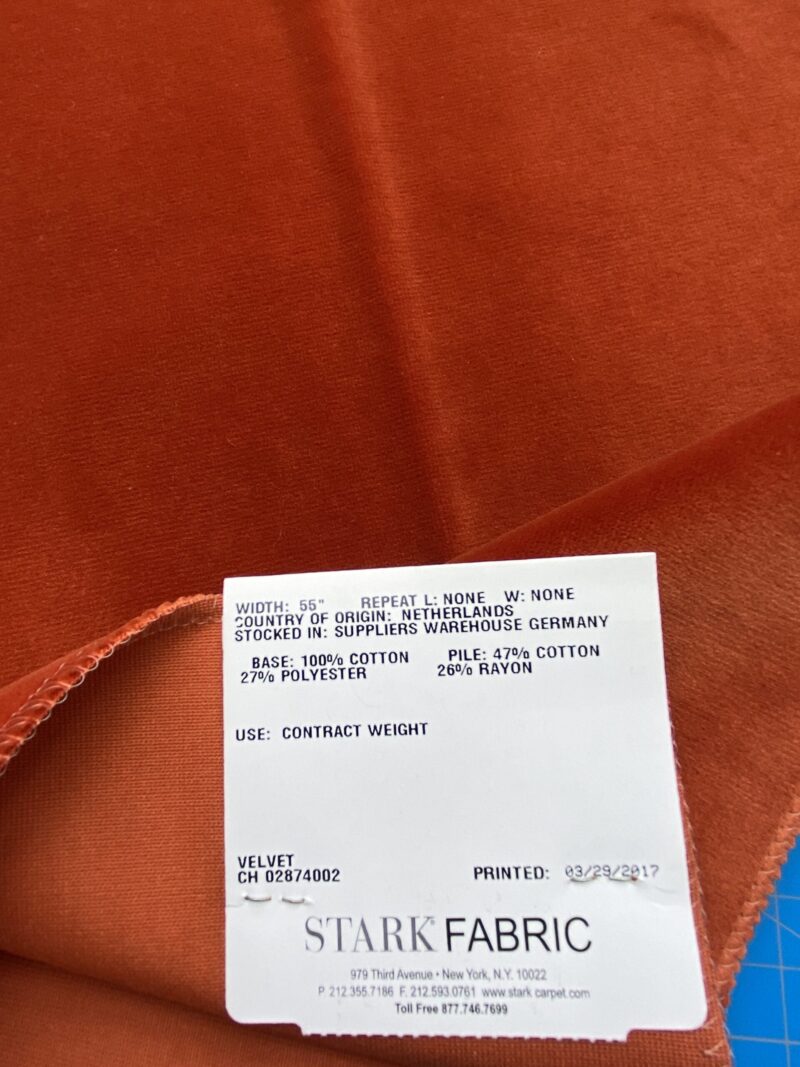 WIDTH: 55" REPEAT L: NONE W: NONE
COUNTRY OF ORIGIN: NETHERLANDS
STOCKED IN: SUPPLIERS WAREHOUSE GERMANY
BASE: 100% COTTON PILE: 47% COTTON
27% POLYESTER 26% RAYON
USE: CONTRACT WEIGHT
VELVET
CH 02874002 PRINTED: 03/29/2017
STARK FABRIC
979 Third Avenue • New York, N.Y. 10022
P 212.355.7186 F. 212.593.0761 www.stark carpet.com
Toll Free 877.746.7699